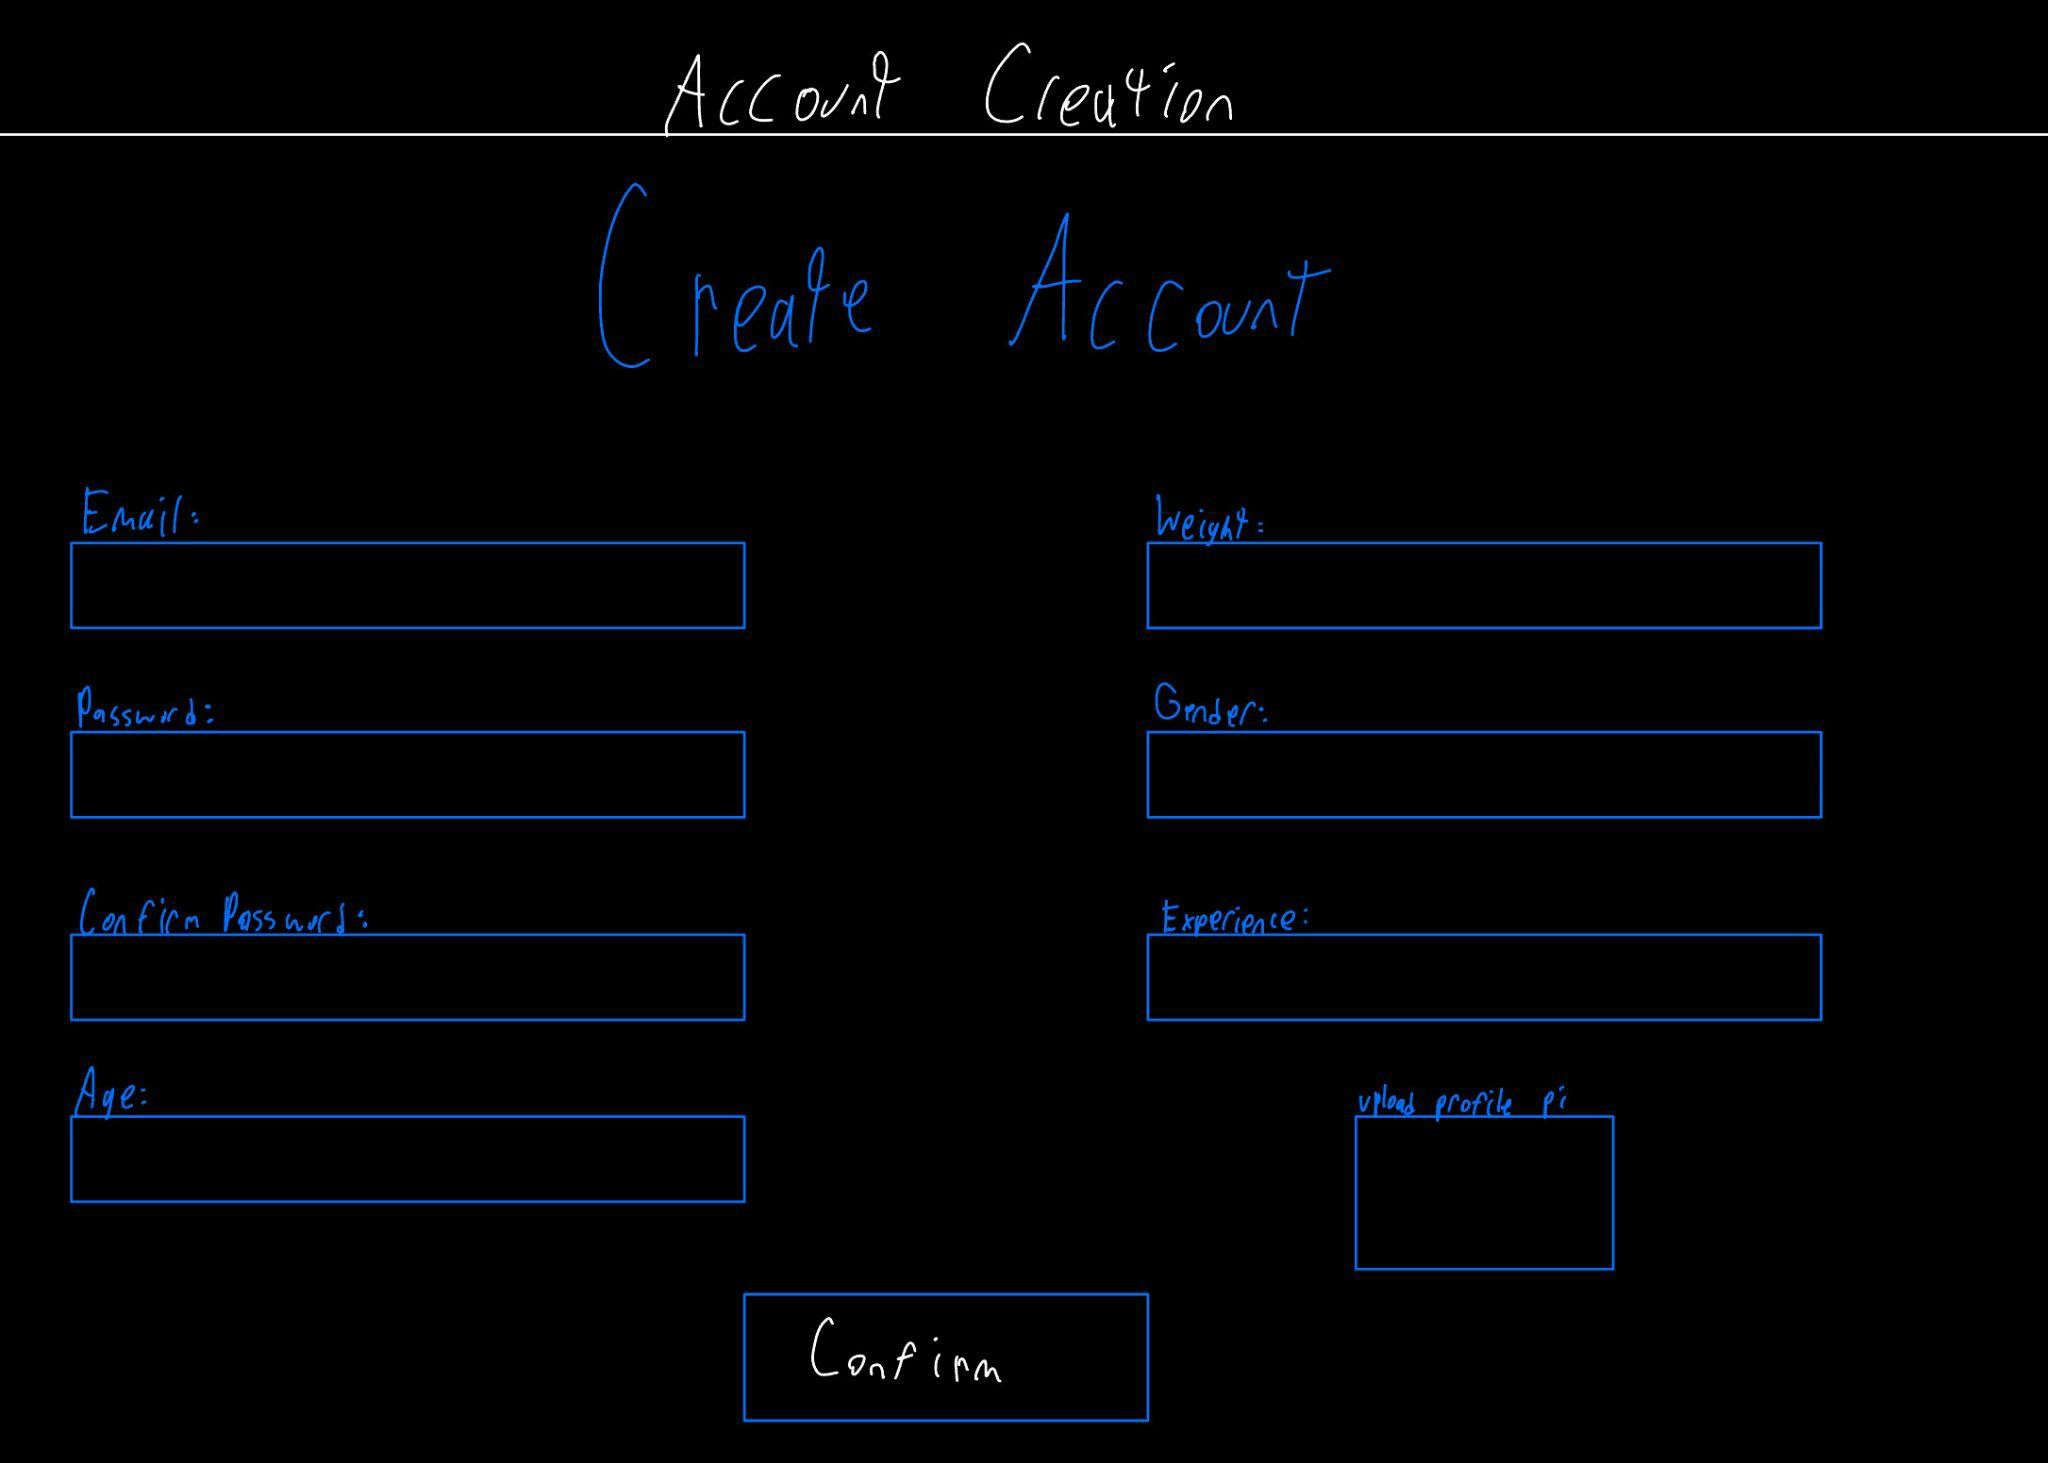 Account Creation
Create Account
Email:
Weight:
Password:
Gender:
Confirm Password:
Experience:
Age:
upload profile pi
Confirm